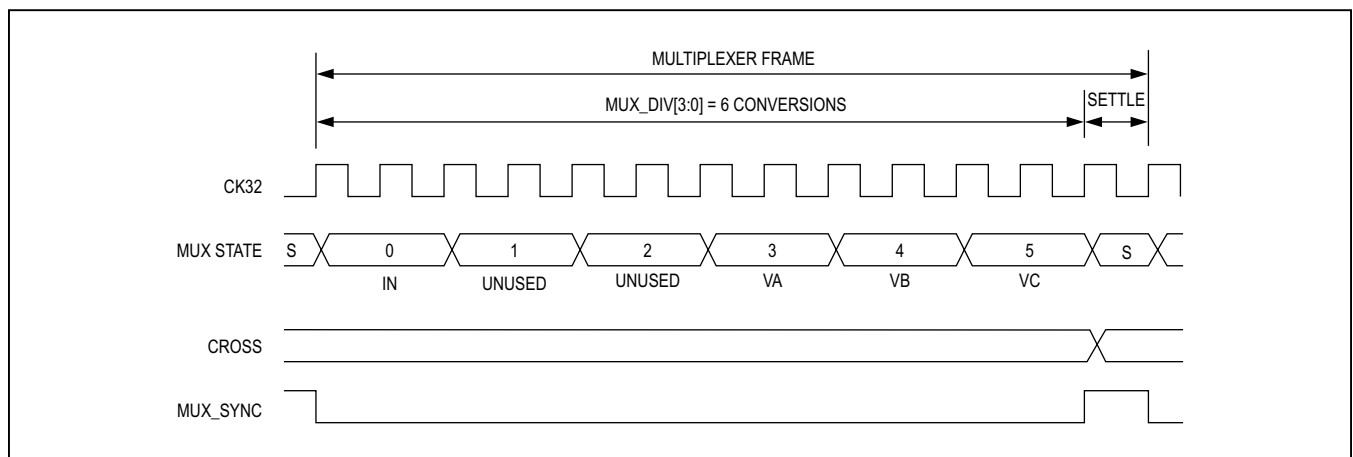 MULTIPLEXER FRAME
MUX_DIV[3:0] = 6 CONVERSIONS SETTLE
CK32
MUX STATE S 0 1 2 3 4 5 S
IN UNUSED UNUSED VA VB VC
CROSS
MUX_SYNC